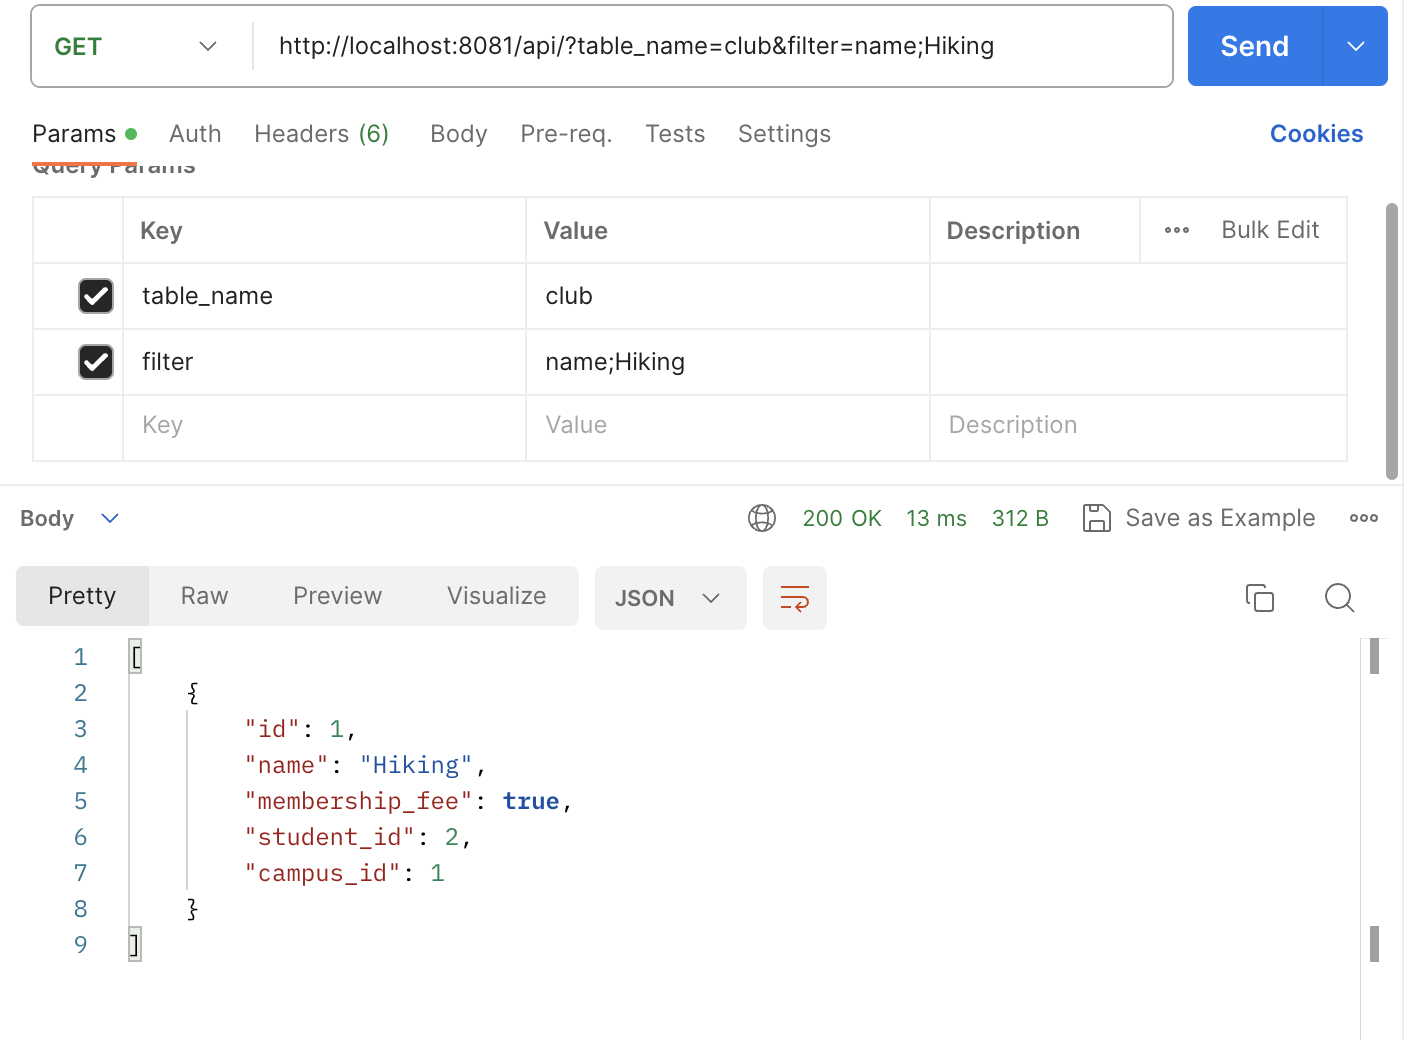 GET http://localhost:8081/api/?table_name=club&filter=name;Hiking Send
Params Auth Headers (6) Body Pre-req. Tests Settings Cookies
Query Params
Key Value Description Bulk Edit
table_name club
filter name;Hiking
Key Value Description
Body 200 OK 13 ms 312 B Save as Example
Pretty Raw Preview Visualize JSON
1 [
2 {
3 "id": 1,
4 "name": "Hiking",
5 "membership_fee": true,
6 "student_id": 2,
7 "campus_id": 1
8 }
9 ]